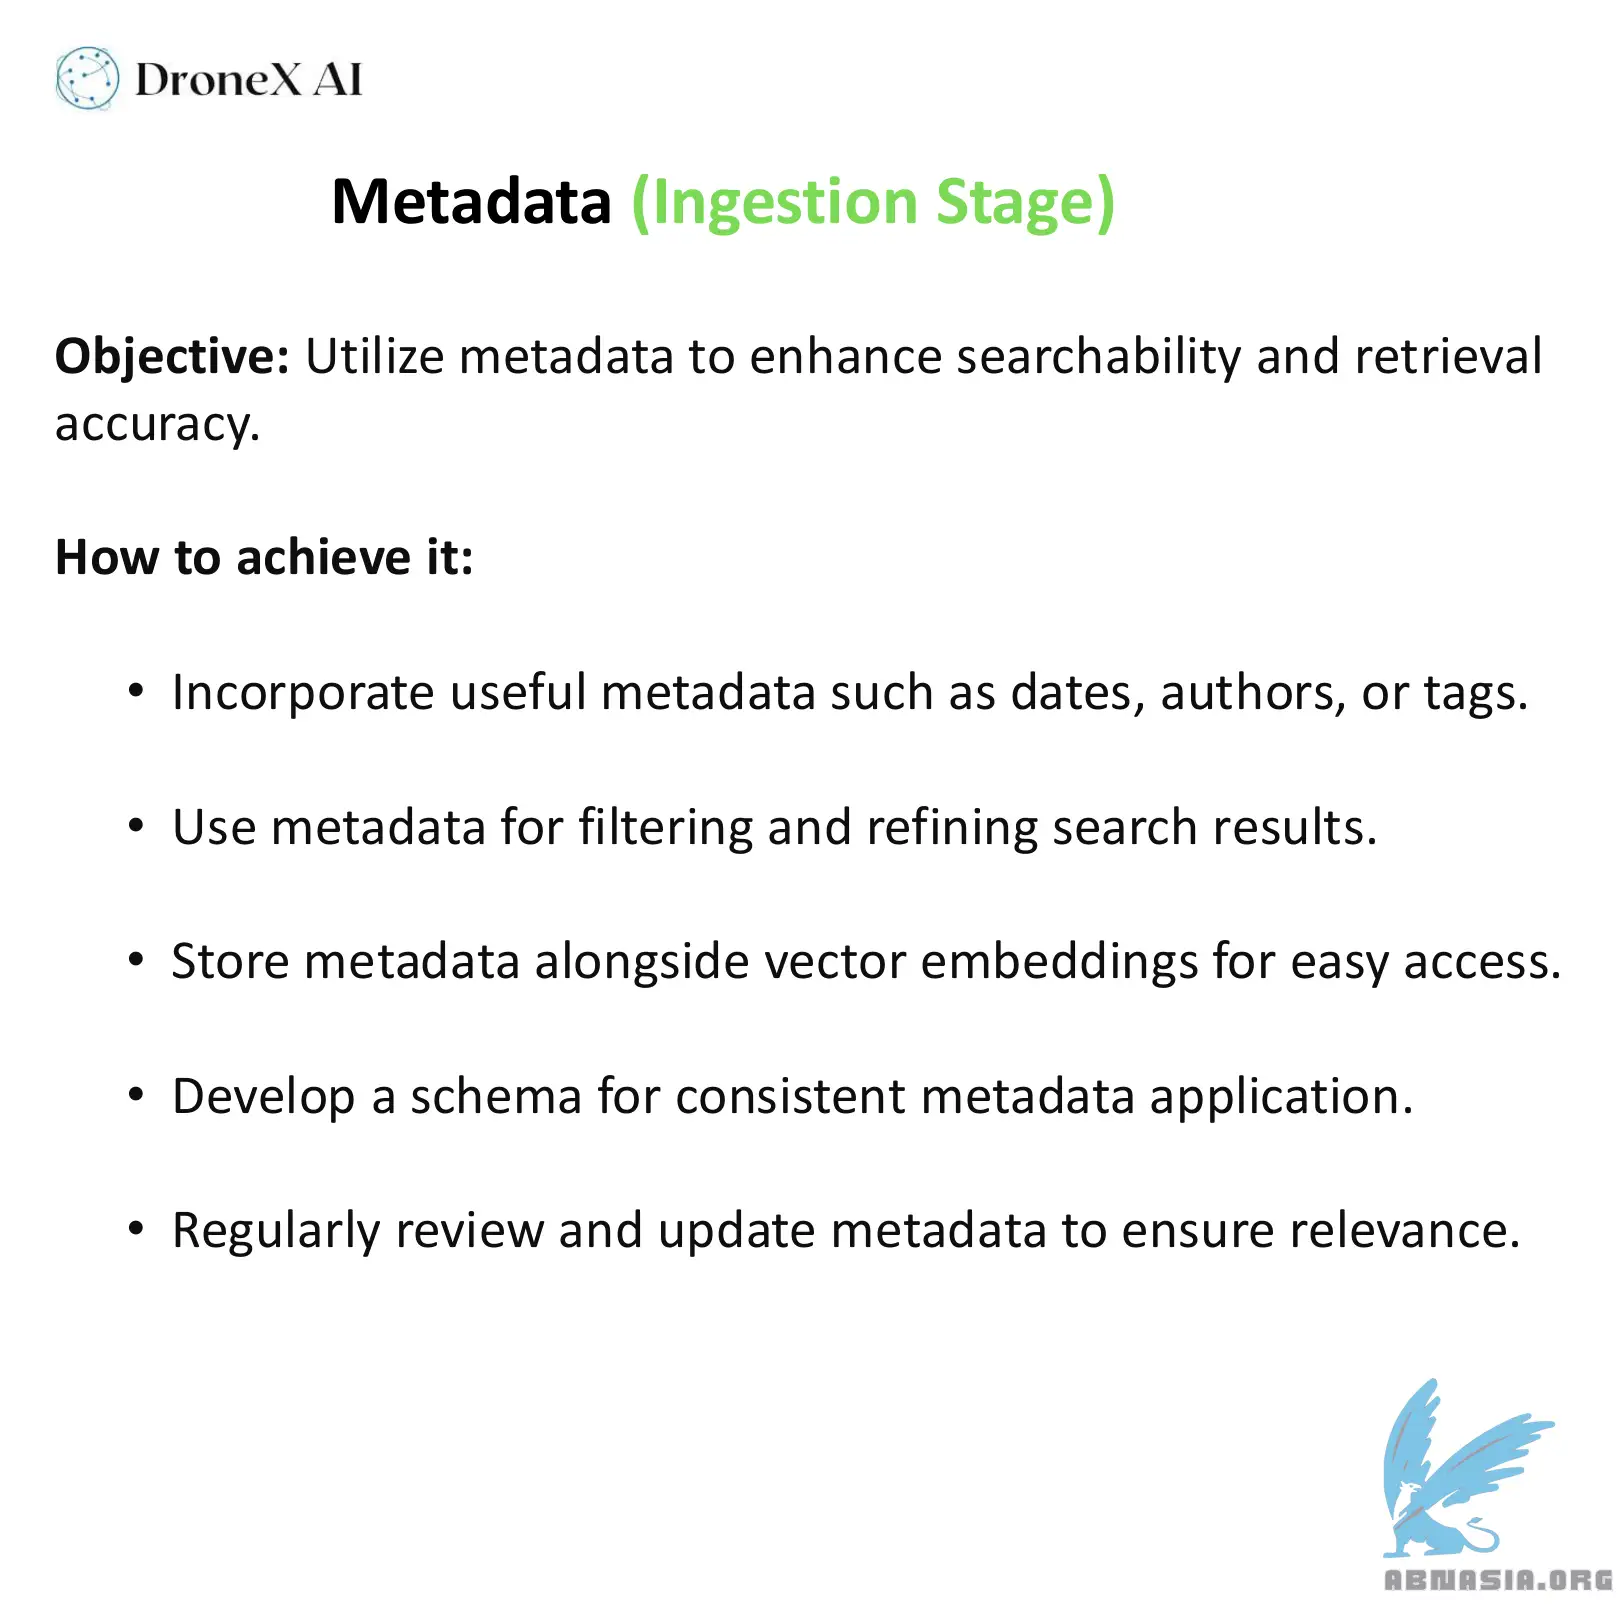 DroneX AI
Metadata (Ingestion Stage)
Objective: Utilize metadata to enhance searchability and retrieval
accuracy.
How to achieve it:
• Incorporate useful metadata such as dates, authors, or tags.
• Use metadata for filtering and refining search results.
• Store metadata alongside vector embeddings for easy access.
• Develop a schema for consistent metadata application.
• Regularly review and update metadata to ensure relevance.
ABNASIA.ORG